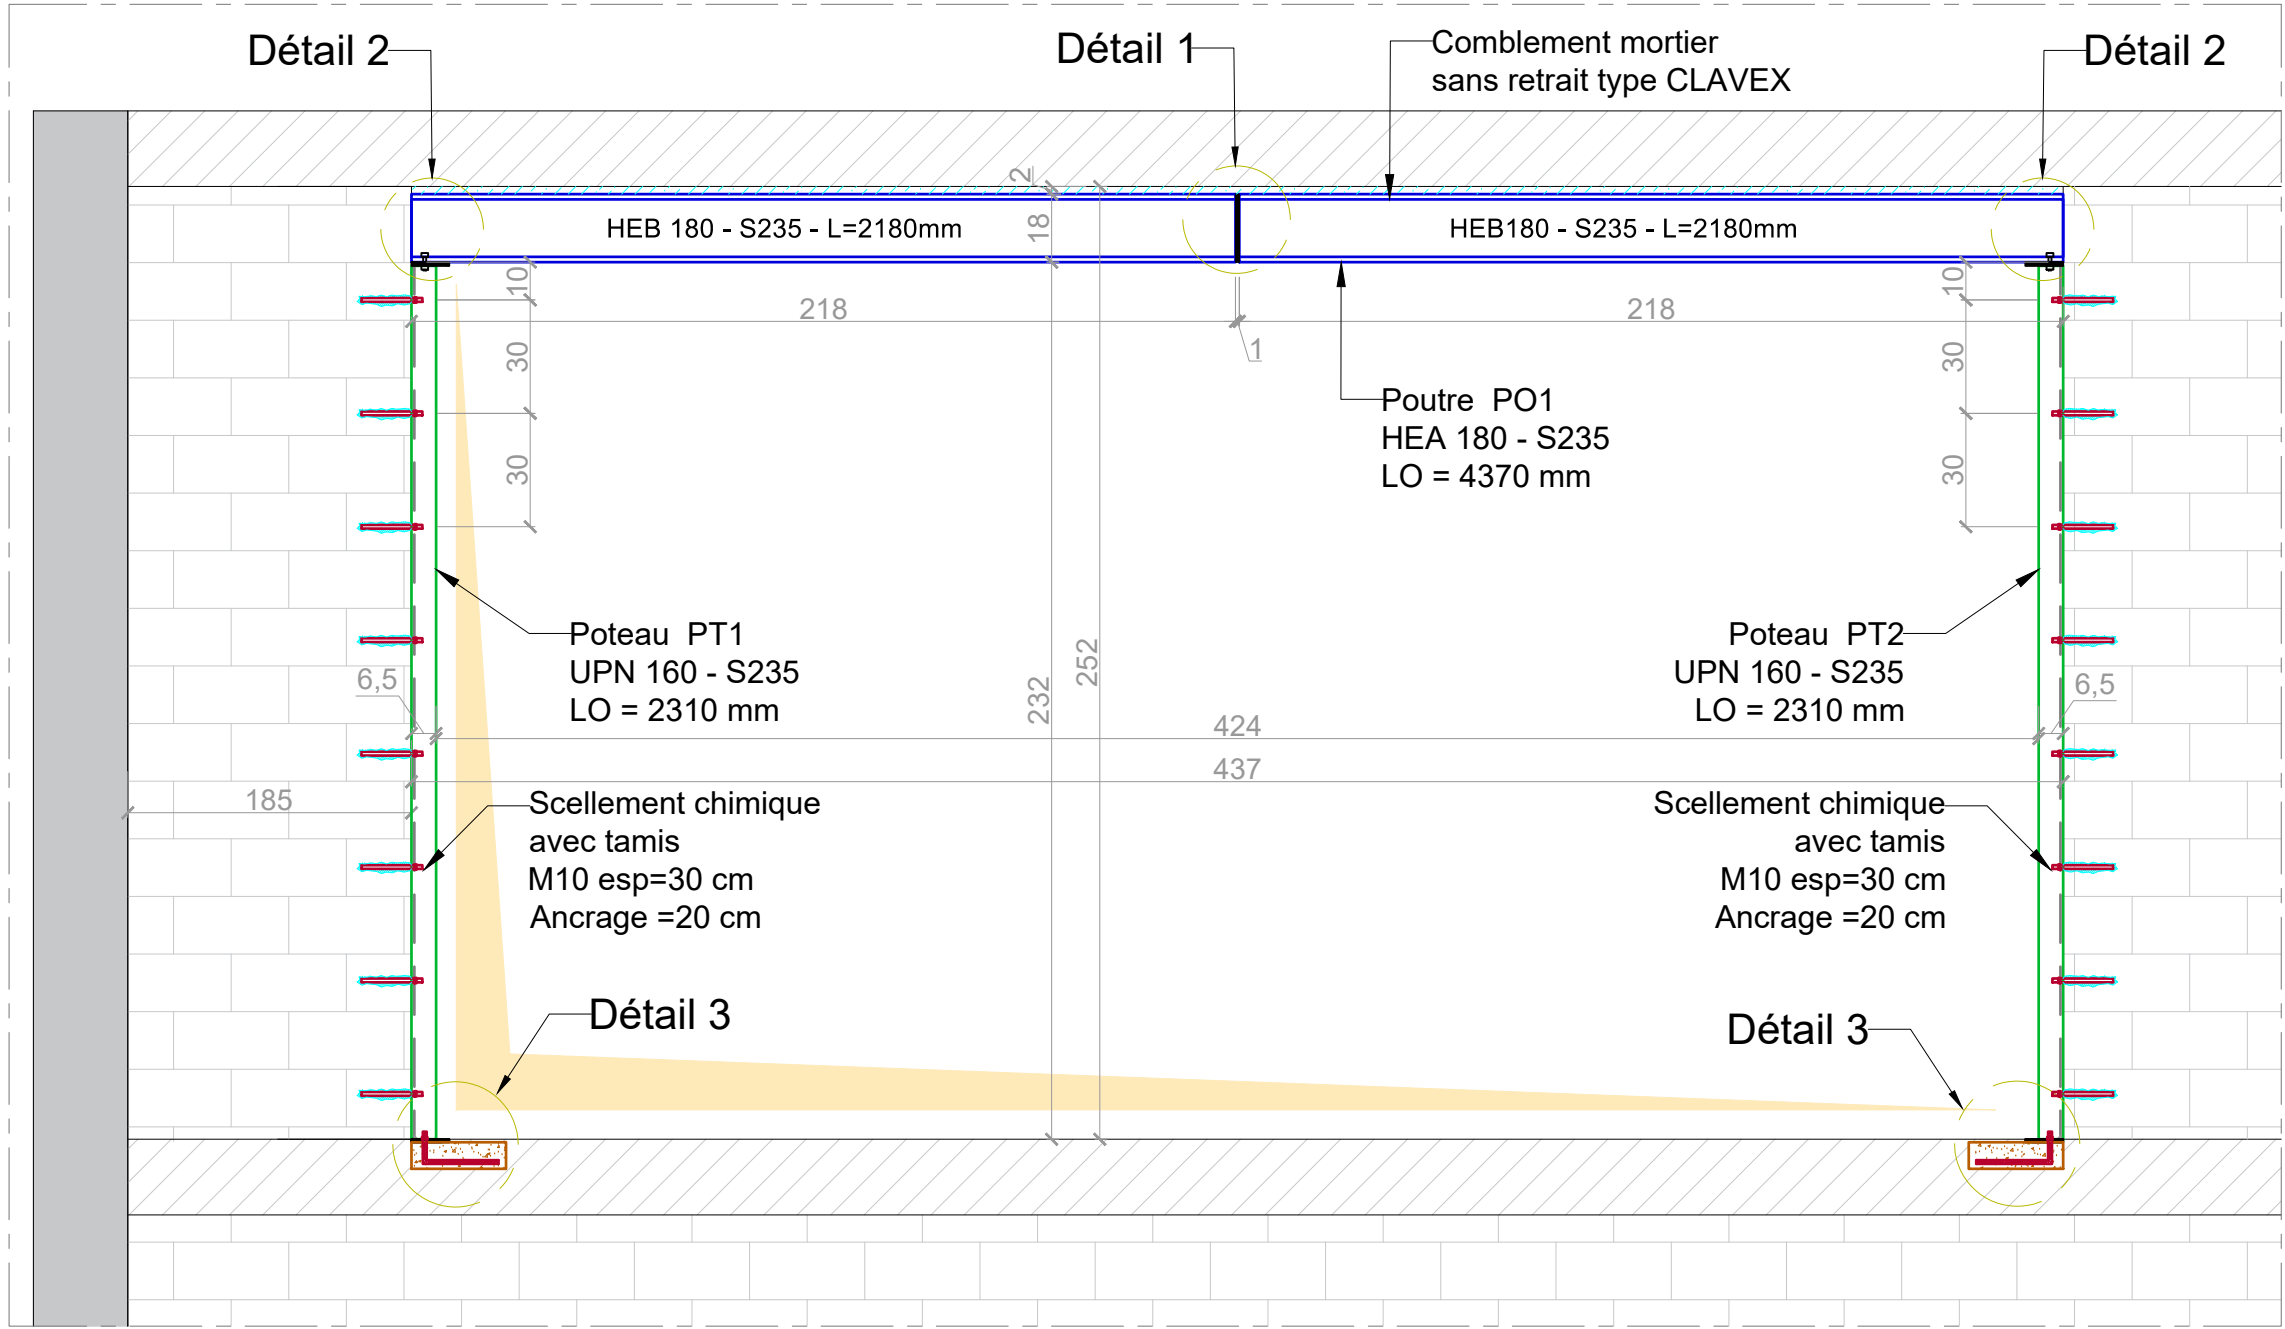 Détail 2
Détail 1
Comblement mortier
sans retrait type CLAVEX
Détail 2
2
HEB 180 - S235 - L=2180mm
18
HEB180 - S235 - L=2180mm
10
10
218
218
1
30
30
Poutre PO1
HEA 180 - S235
LO = 4370 mm
30
30
Poteau PT1
UPN 160 - S235
LO = 2310 mm
6,5
232
252
Poteau PT2
UPN 160 - S235
LO = 2310 mm
6,5
424
437
185
Scellement chimique
avec tamis
M10 esp=30 cm
Ancrage =20 cm
Scellement chimique
avec tamis
M10 esp=30 cm
Ancrage =20 cm
Détail 3
Détail 3